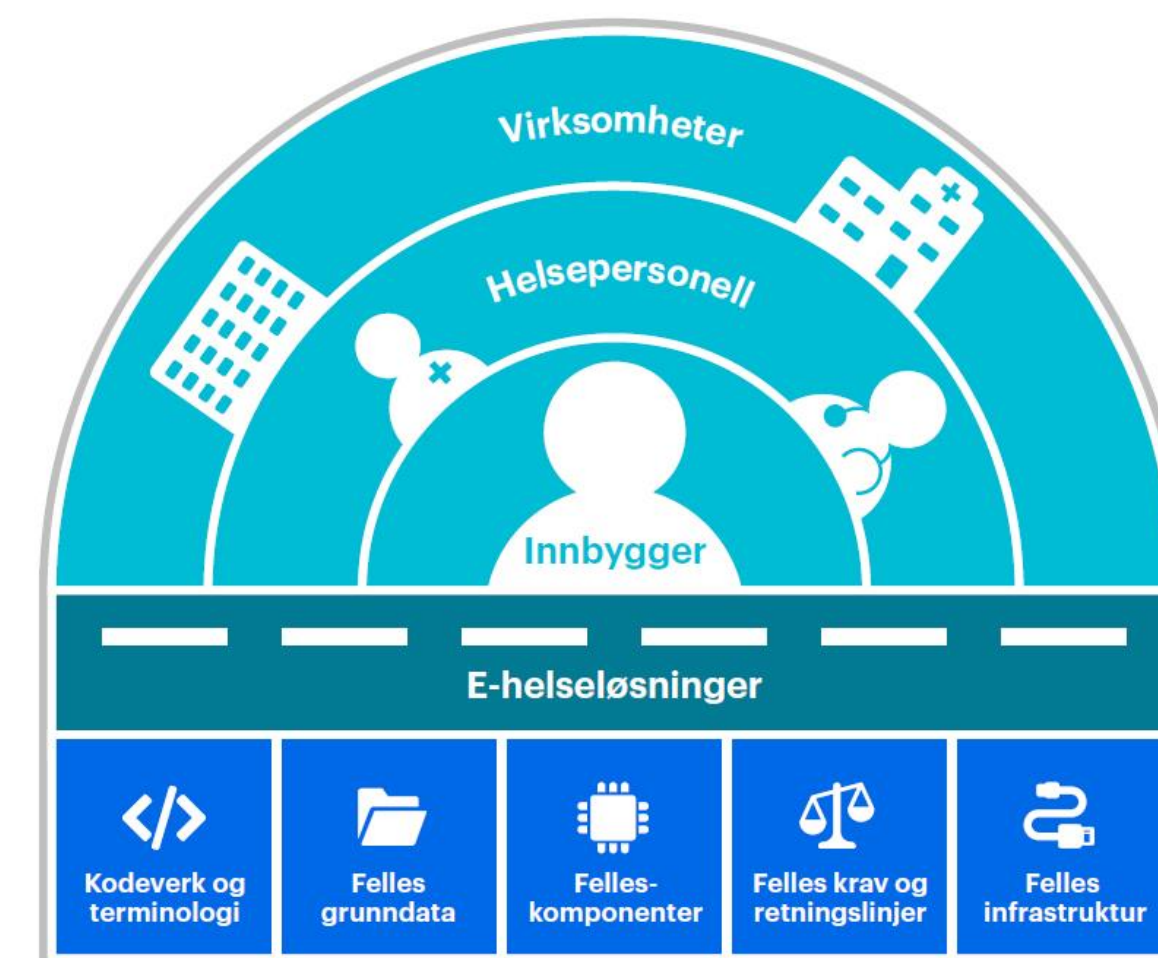 Virksomheter
Helsepersonell
Innbygger
E-helseløsninger
Kodeverk og
terminologi
Felles
grunndata
Felles-
komponenter
Felles krav og
retningslinjer
Felles
infrastruktur